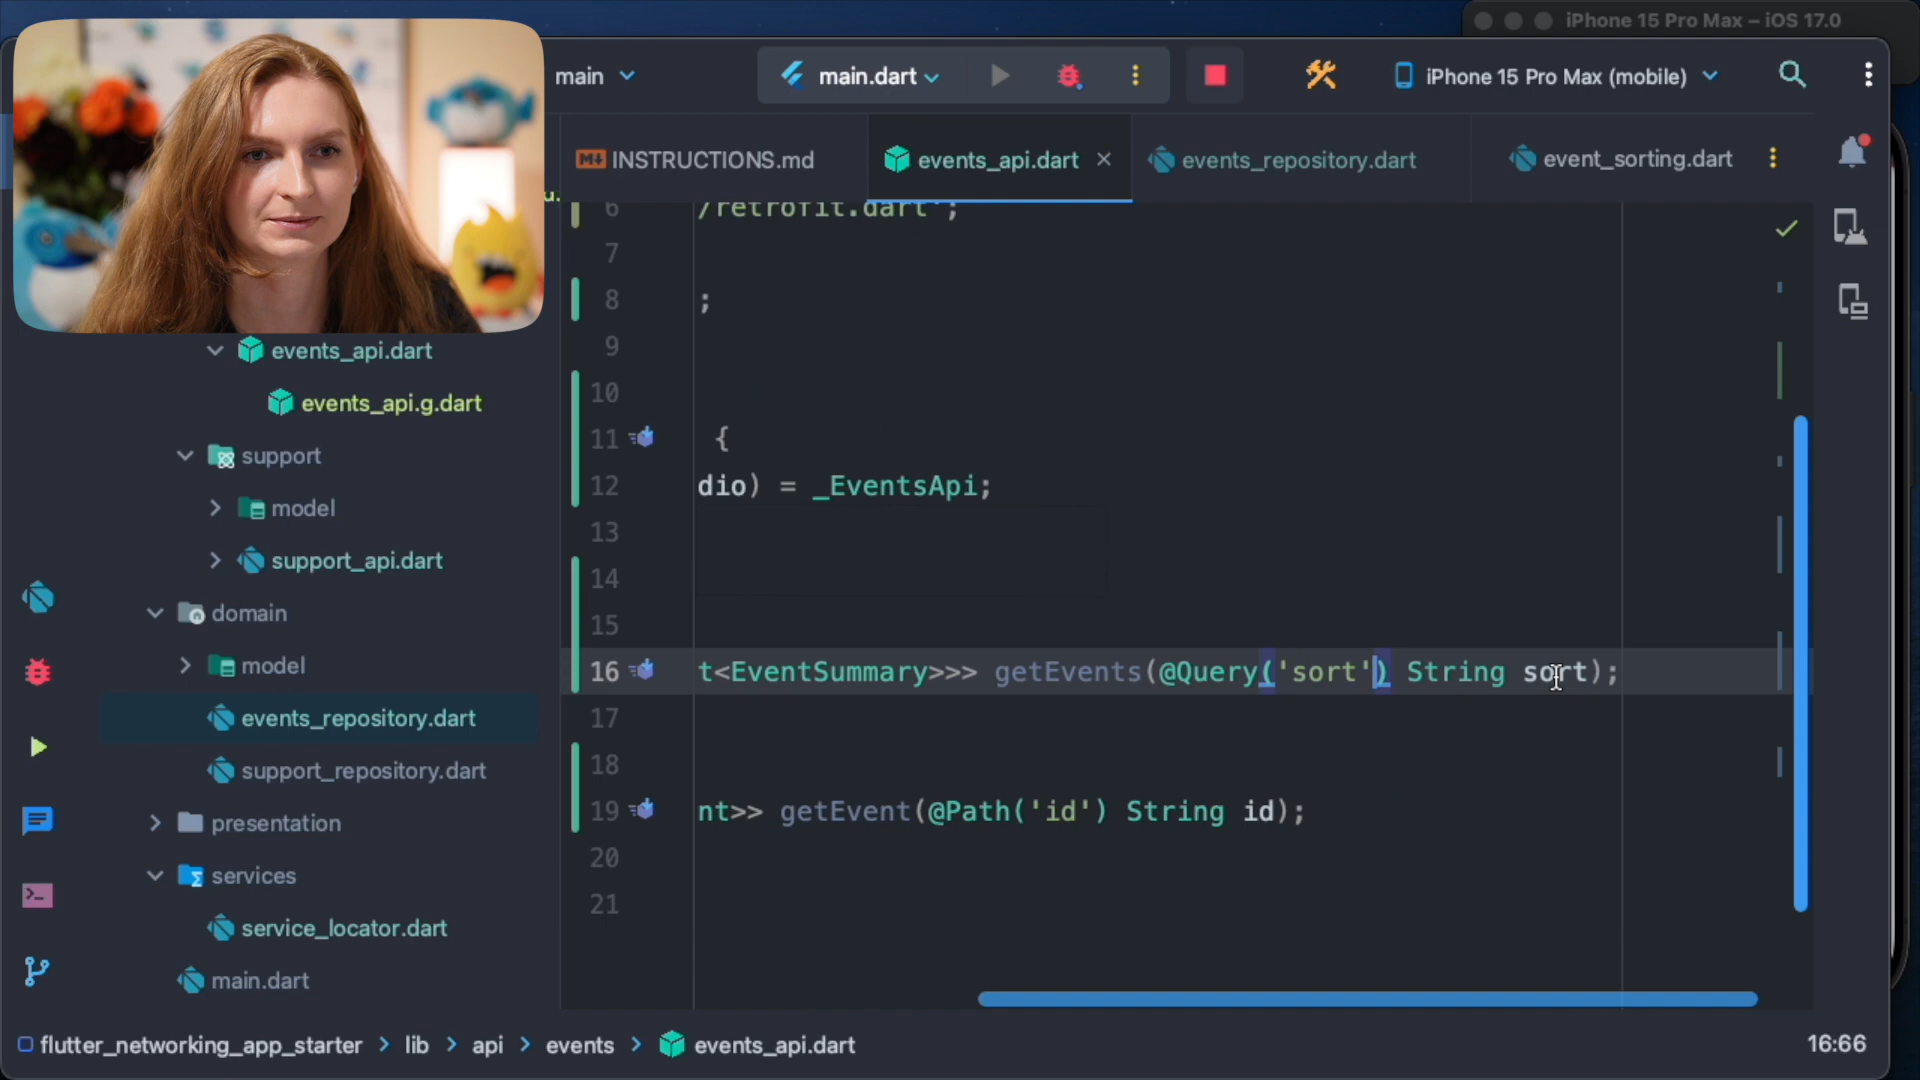 iPhone 15 Pro Max – iOS 17.0
main
main.dart
iPhone 15 Pro Max (mobile)
INSTRUCTIONS.md
events_api.dart
events_repository.dart
event_sorting.dart
6 /retrofit.dart';
7
8 ;
9
10
11 {
12 dio) = _EventsApi;
13
14
15
16 t<EventSummary>>> getEvents(@Query('sort') String sort);
17
18
19 nt>> getEvent(@Path('id') String id);
20
21
events_api.dart
events_api.g.dart
support
model
support_api.dart
domain
model
events_repository.dart
support_repository.dart
presentation
services
service_locator.dart
main.dart
flutter_networking_app_starter > lib > api > events > events_api.dart
16:66